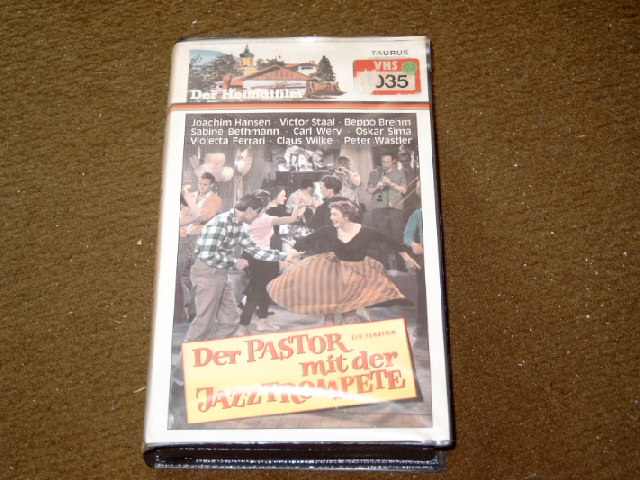 TAURUS
VHS
035
Der Heimatfilm
Joachim Hansen · Victor Staal · Beppo Brehm
Sabine Bethmann · Carl Wery · Oskar Sima
Violetta Ferrari · Claus Wilke · Peter Wastler
Der PASTOR
mit der
JAZZTROMPETE